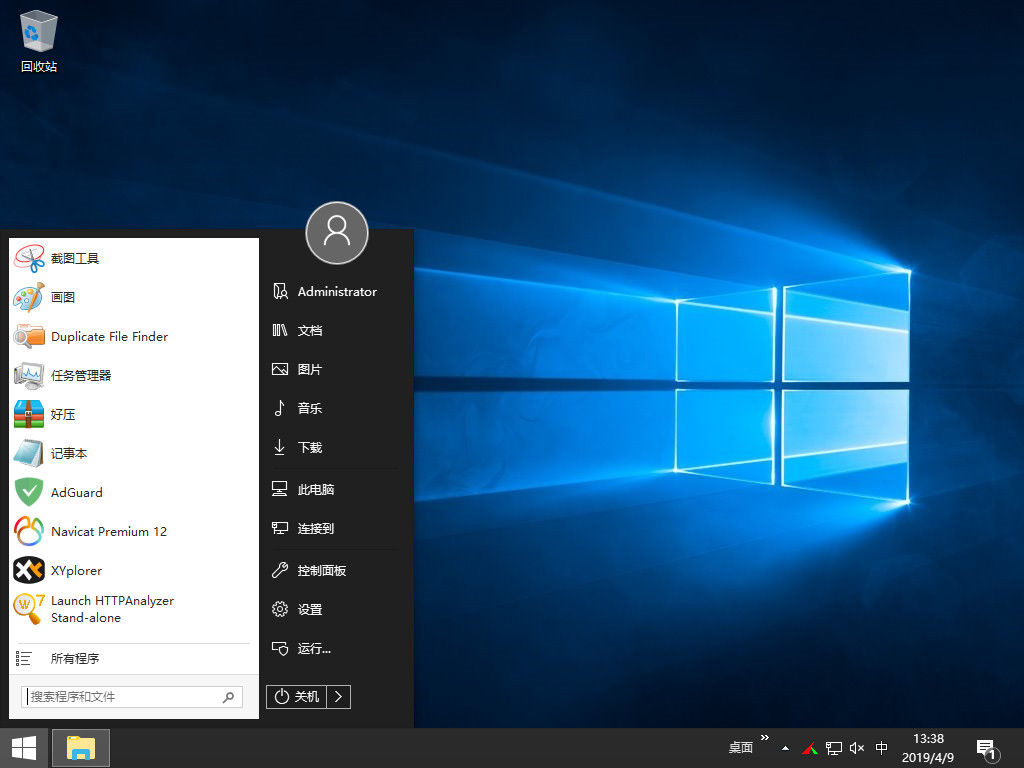 回收站
截图工具
画图
Duplicate File Finder
任务管理器
好压
记事本
AdGuard
Navicat Premium 12
XYplorer
W7
Launch HTTPAnalyzer
Stand-alone
所有程序
搜索程序和文件
Administrator
文档
图片
音乐
下载
此电脑
连接到
控制面板
设置
运行...
关机
桌面
中
13:38
2019/4/9
1